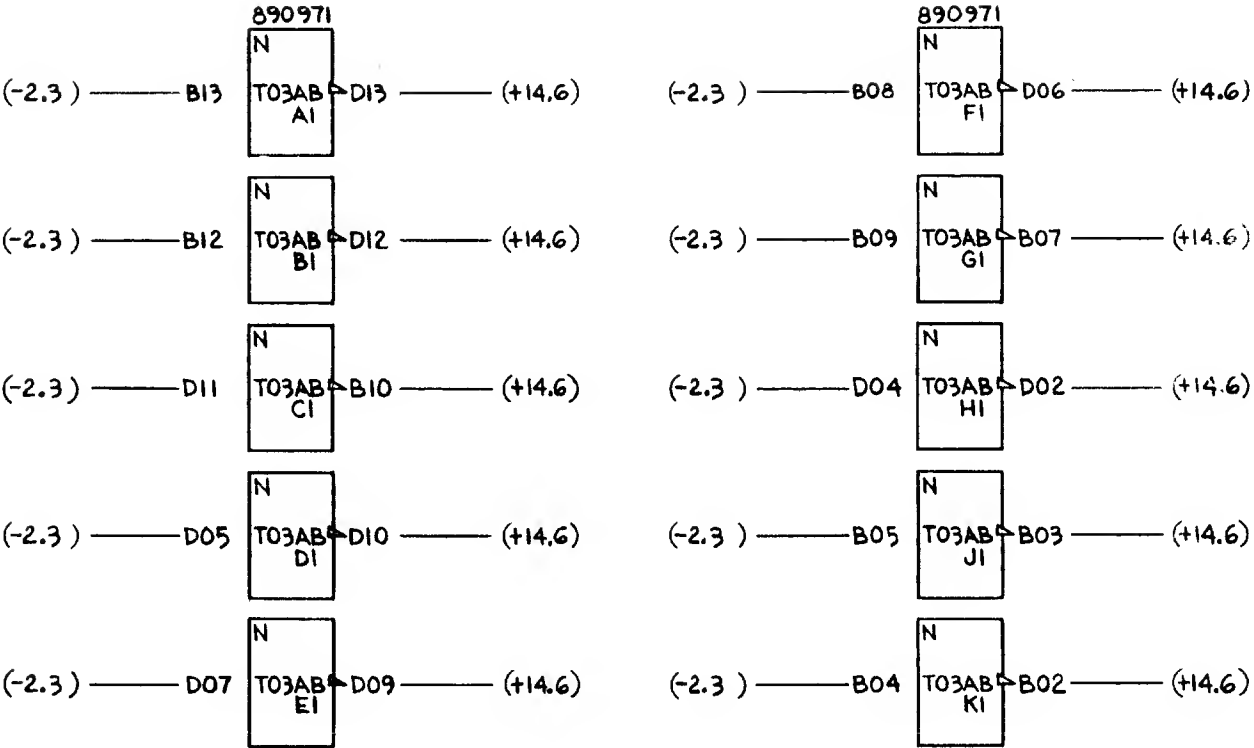 890971
N
(-2.3 ) B13 T03AB D13 (+14.6)
A1
N
(-2.3 ) B12 T03AB D12 (+14.6)
B1
N
(-2.3 ) D11 T03AB B10 (+14.6)
C1
N
(-2.3 ) D05 T03AB D10 (+14.6)
D1
N
(-2.3 ) D07 T03AB D09 (+14.6)
E1
890971
N
(-2.3 ) B08 T03AB D06 (+14.6)
F1
N
(-2.3 ) B09 T03AB B07 (+14.6)
G1
N
(-2.3 ) D04 T03AB D02 (+14.6)
H1
N
(-2.3 ) B05 T03AB B03 (+14.6)
J1
N
(-2.3 ) B04 T03AB B02 (+14.6)
K1